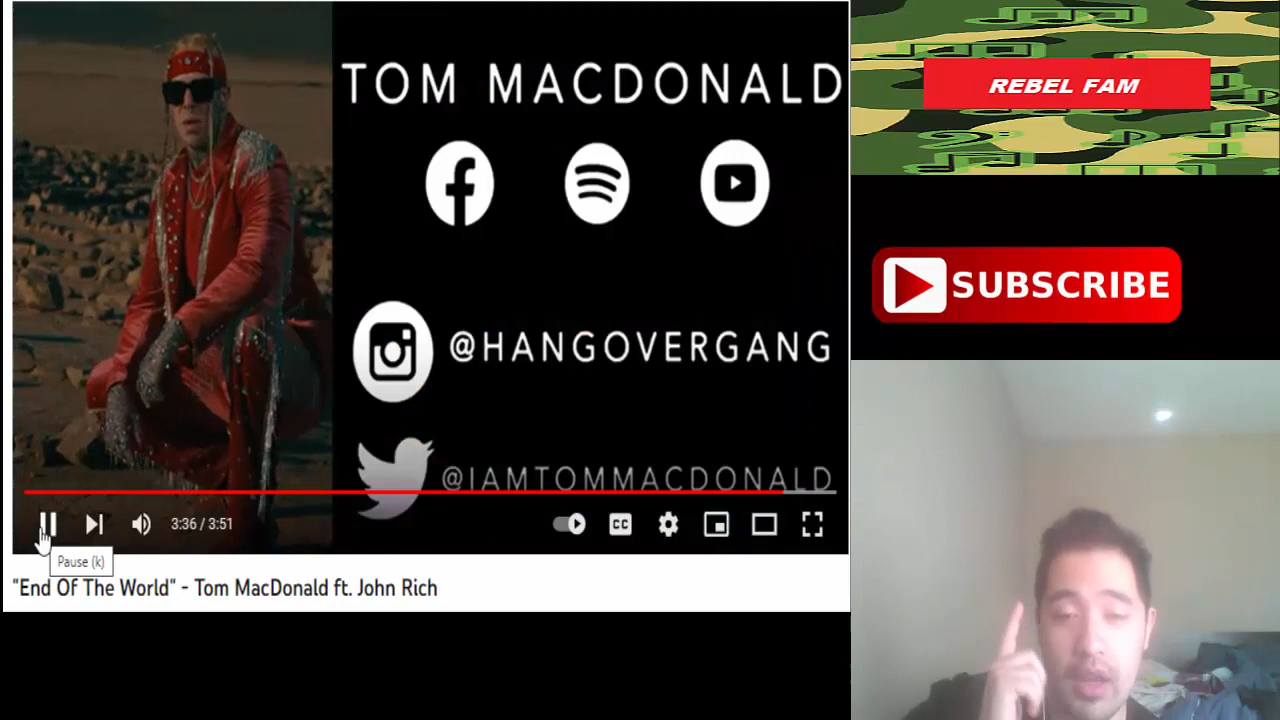 TOM MACDONALD
@HANGOVERGANG
@IAMTOMMACDONALD
3:36 / 3:51
CC
Pause (k)
"End Of The World" - Tom MacDonald ft. John Rich
REBEL FAM
SUBSCRIBE